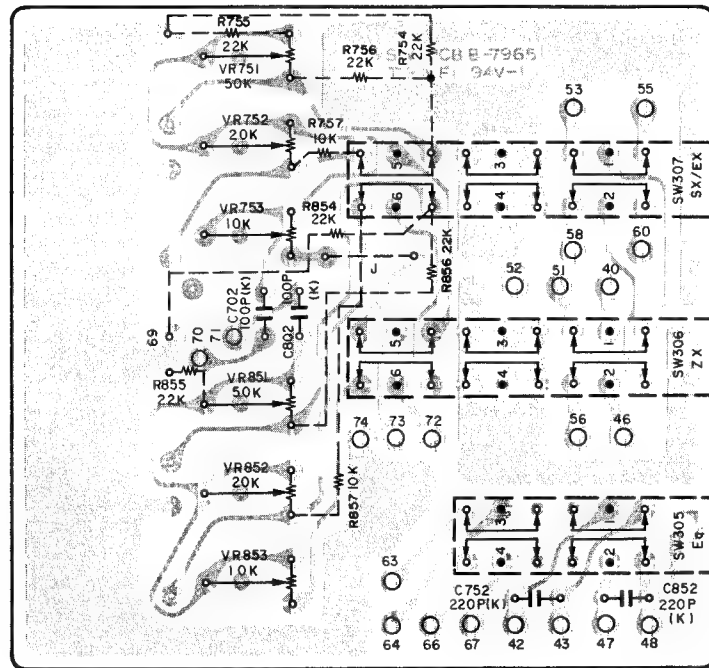 R755
22K
VR751
50K
R756
22K
R754
22K
PCB B-7965
94V-1
53
55
VR752
20K
R757
10K
5
3
1
6
4
2
SW307
SX/EX
VR753
10K
R854
22K
R856 22K
J
58
60
52
51
40
C702
100P(K)
100P
(K)
C802
69
70
71
5
3
1
6
4
2
SW306
ZX
R855
22K
VR851
50K
74
73
72
56
46
VR852
20K
R857 10K
3
1
4
2
SW305
Eq.
VR853
10K
63
C752
220P(K)
C852
220P
(K)
64
66
67
42
43
47
48